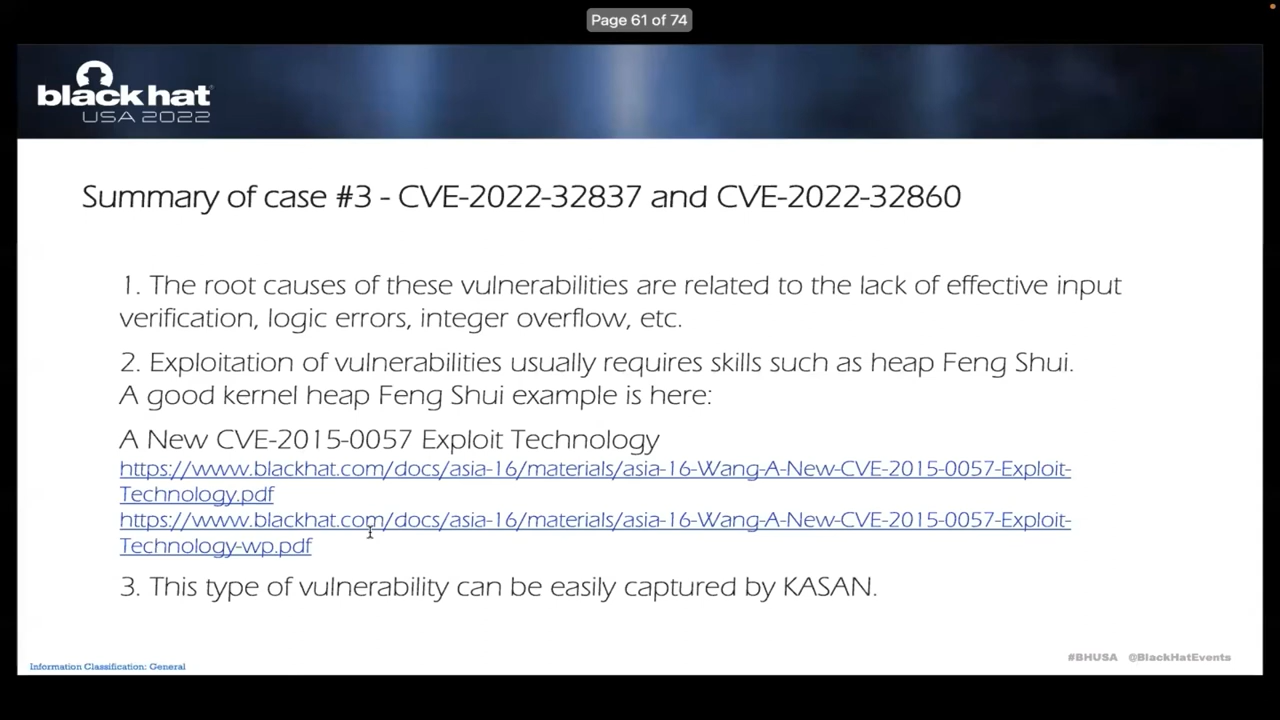 Page 61 of 74
black hat
USA 2022
Summary of case #3 - CVE-2022-32837 and CVE-2022-32860
1. The root causes of these vulnerabilities are related to the lack of effective input
verification, logic errors, integer overflow, etc.
2. Exploitation of vulnerabilities usually requires skills such as heap Feng Shui.
A good kernel heap Feng Shui example is here:
A New CVE-2015-0057 Exploit Technology
https://www.blackhat.com/docs/asia-16/materials/asia-16-Wang-A-New-CVE-2015-0057-Exploit-
Technology.pdf
https://www.blackhat.com/docs/asia-16/materials/asia-16-Wang-A-New-CVE-2015-0057-Exploit-
Technology-wp.pdf
3. This type of vulnerability can be easily captured by KASAN.
Information Classification: General
#BHUSA @BlackHatEvents